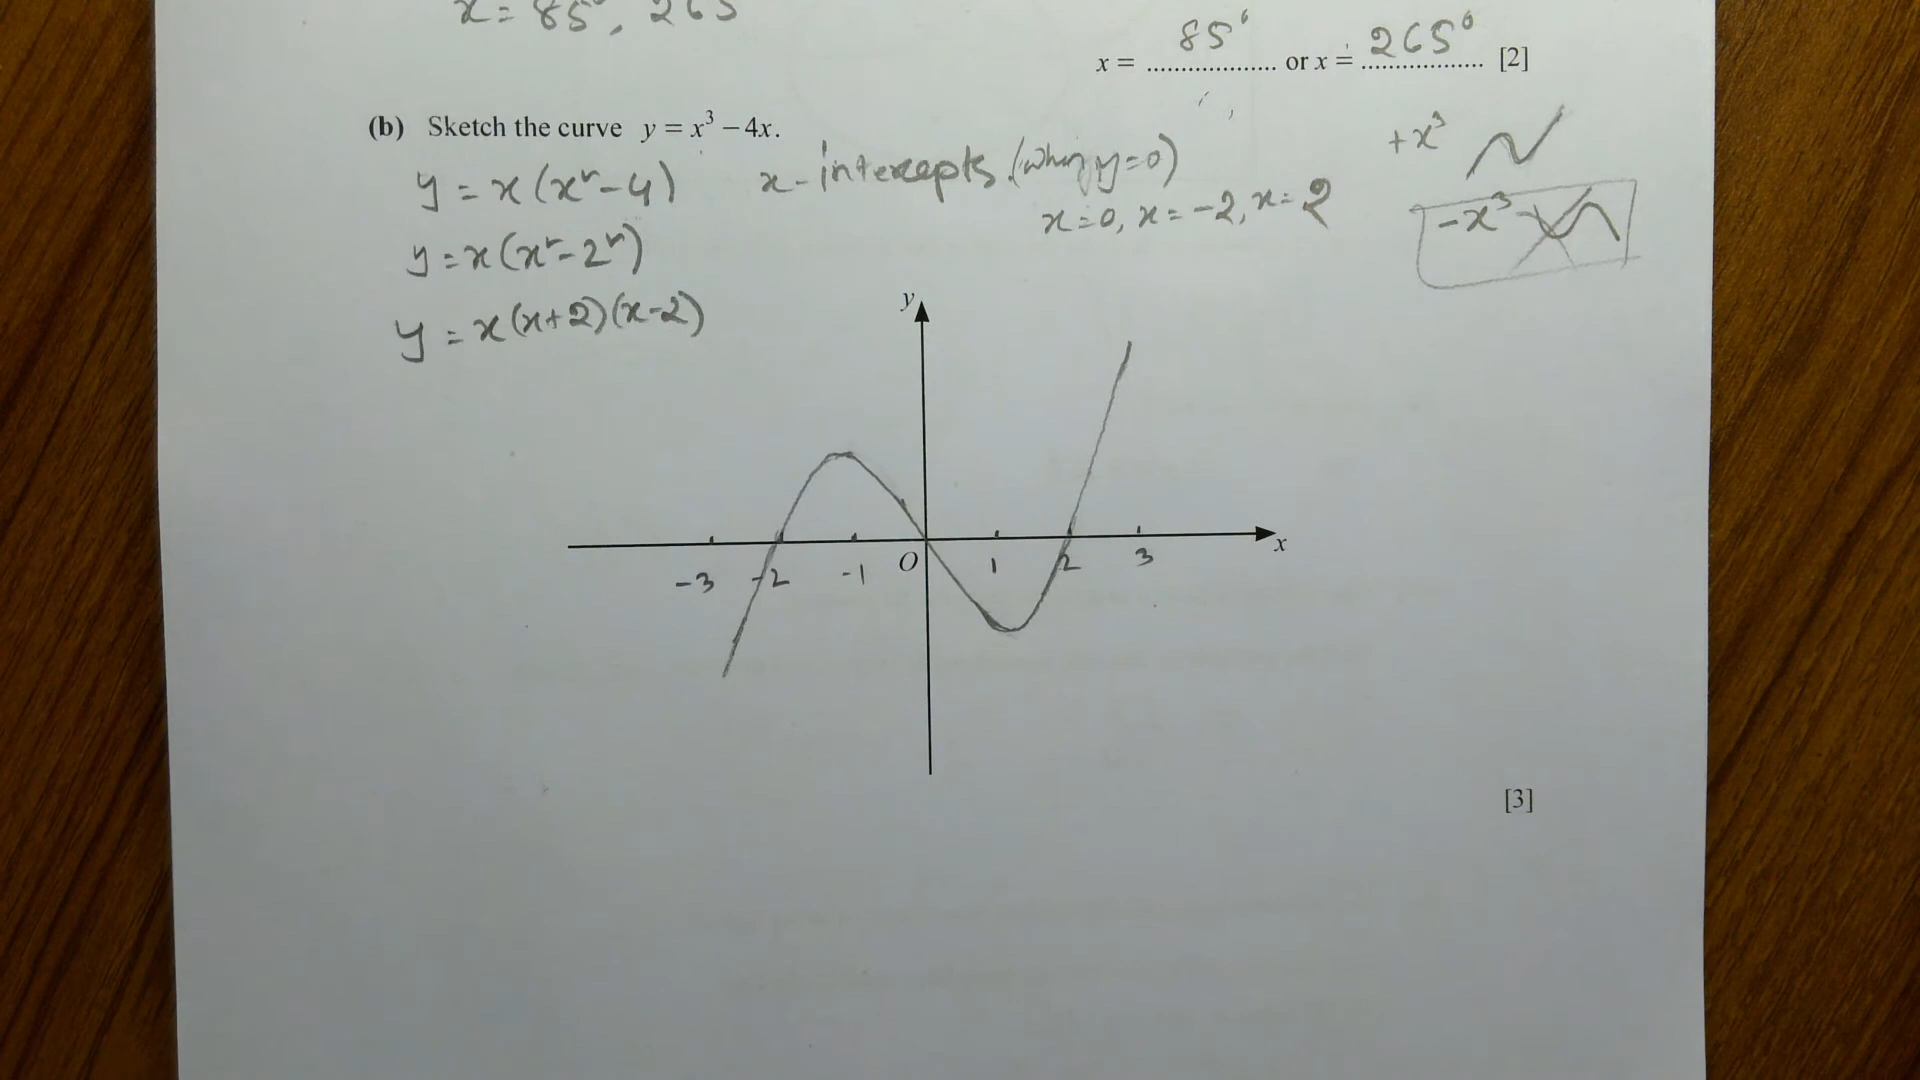 x = 85°, 265
x = 85° or x = 265° [2]
(b) Sketch the curve y = x³ − 4x.
y = x(x² − 4)
x-intercepts (when y=0)
x=0, x=−2, x=2
y = x(x² − 2²)
y = x(x+2)(x−2)
+x³
−x³
y
x
−3 −2 −1 O 1 2 3
[3]